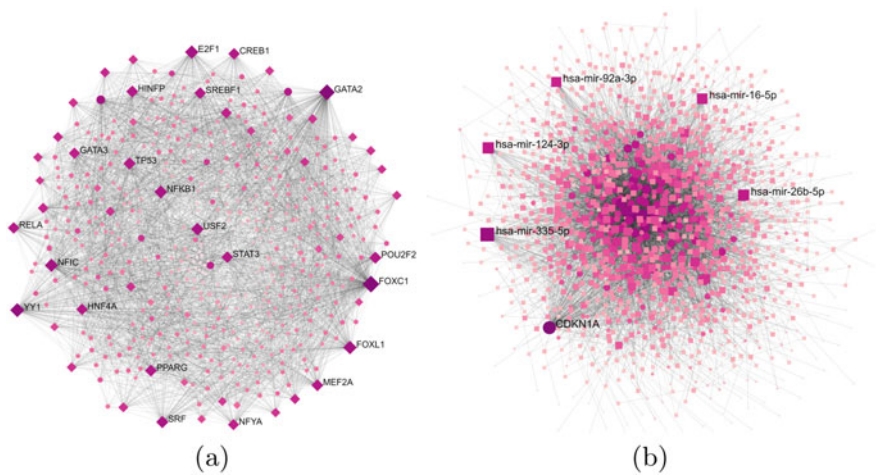 E2F1
CREB1
GATA2
HINFP
SREBF1
GATA3
TP53
NFKB1
RELA
USF2
STAT3
POU2F2
NFIC
FOXC1
YY1
HNF4A
FOXL1
PPARG
MEF2A
SRF
NFYA
(a)
hsa-mir-92a-3p
hsa-mir-16-5p
hsa-mir-124-3p
hsa-mir-26b-5p
hsa-mir-335-5p
CDKN1A
(b)